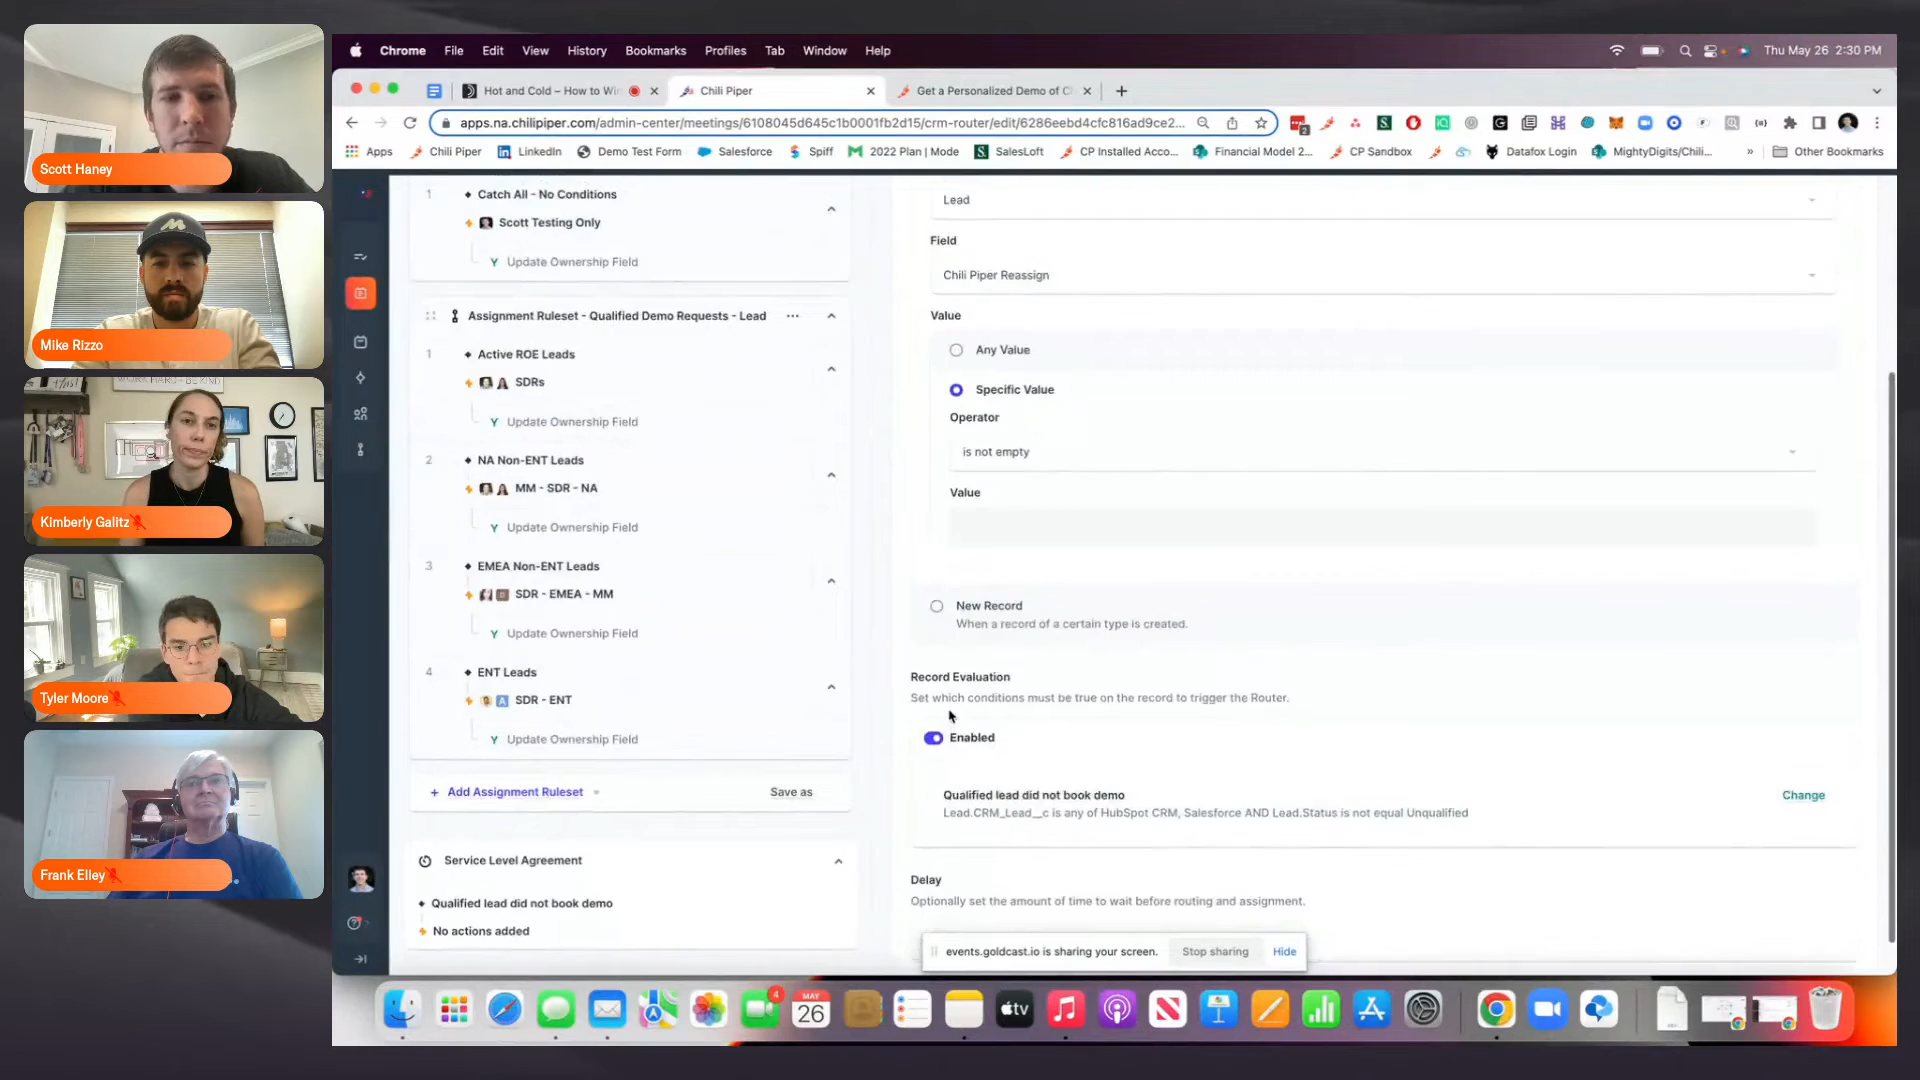 Scott Haney
Mike Rizzo
WORK HARD - BE KIND
Kimberly Galitz
Tyler Moore
Frank Elley
Chrome File Edit View History Bookmarks Profiles Tab Window Help
Thu May 26 2:30 PM
Hot and Cold – How to Wi
Chili Piper
Get a Personalized Demo of C
apps.na.chilipiper.com/admin-center/meetings/6108045d645c1b0001fb2d15/crm-router/edit/6286eebd4cfc816ad9ce2...
Apps Chili Piper LinkedIn Demo Test Form Salesforce Spiff 2022 Plan | Mode SalesLoft CP Installed Acco... Financial Model 2... CP Sandbox Datafox Login MightyDigits/Chili... » Other Bookmarks
1 Catch All - No Conditions
Scott Testing Only
Update Ownership Field
Assignment Ruleset - Qualified Demo Requests - Lead
1 Active ROE Leads
SDRs
Update Ownership Field
2 NA Non-ENT Leads
MM - SDR - NA
Update Ownership Field
3 EMEA Non-ENT Leads
SDR - EMEA - MM
Update Ownership Field
4 ENT Leads
SDR - ENT
Update Ownership Field
+ Add Assignment Ruleset
Save as
Service Level Agreement
Qualified lead did not book demo
No actions added
Lead
Field
Chili Piper Reassign
Value
Any Value
Specific Value
Operator
is not empty
Value
New Record
When a record of a certain type is created.
Record Evaluation
Set which conditions must be true on the record to trigger the Router.
Enabled
Qualified lead did not book demo
Change
Lead.CRM_Lead__c is any of HubSpot CRM, Salesforce AND Lead.Status is not equal Unqualified
Delay
Optionally set the amount of time to wait before routing and assignment.
events.goldcast.io is sharing your screen.
Stop sharing
Hide
4
MAY
26
tv